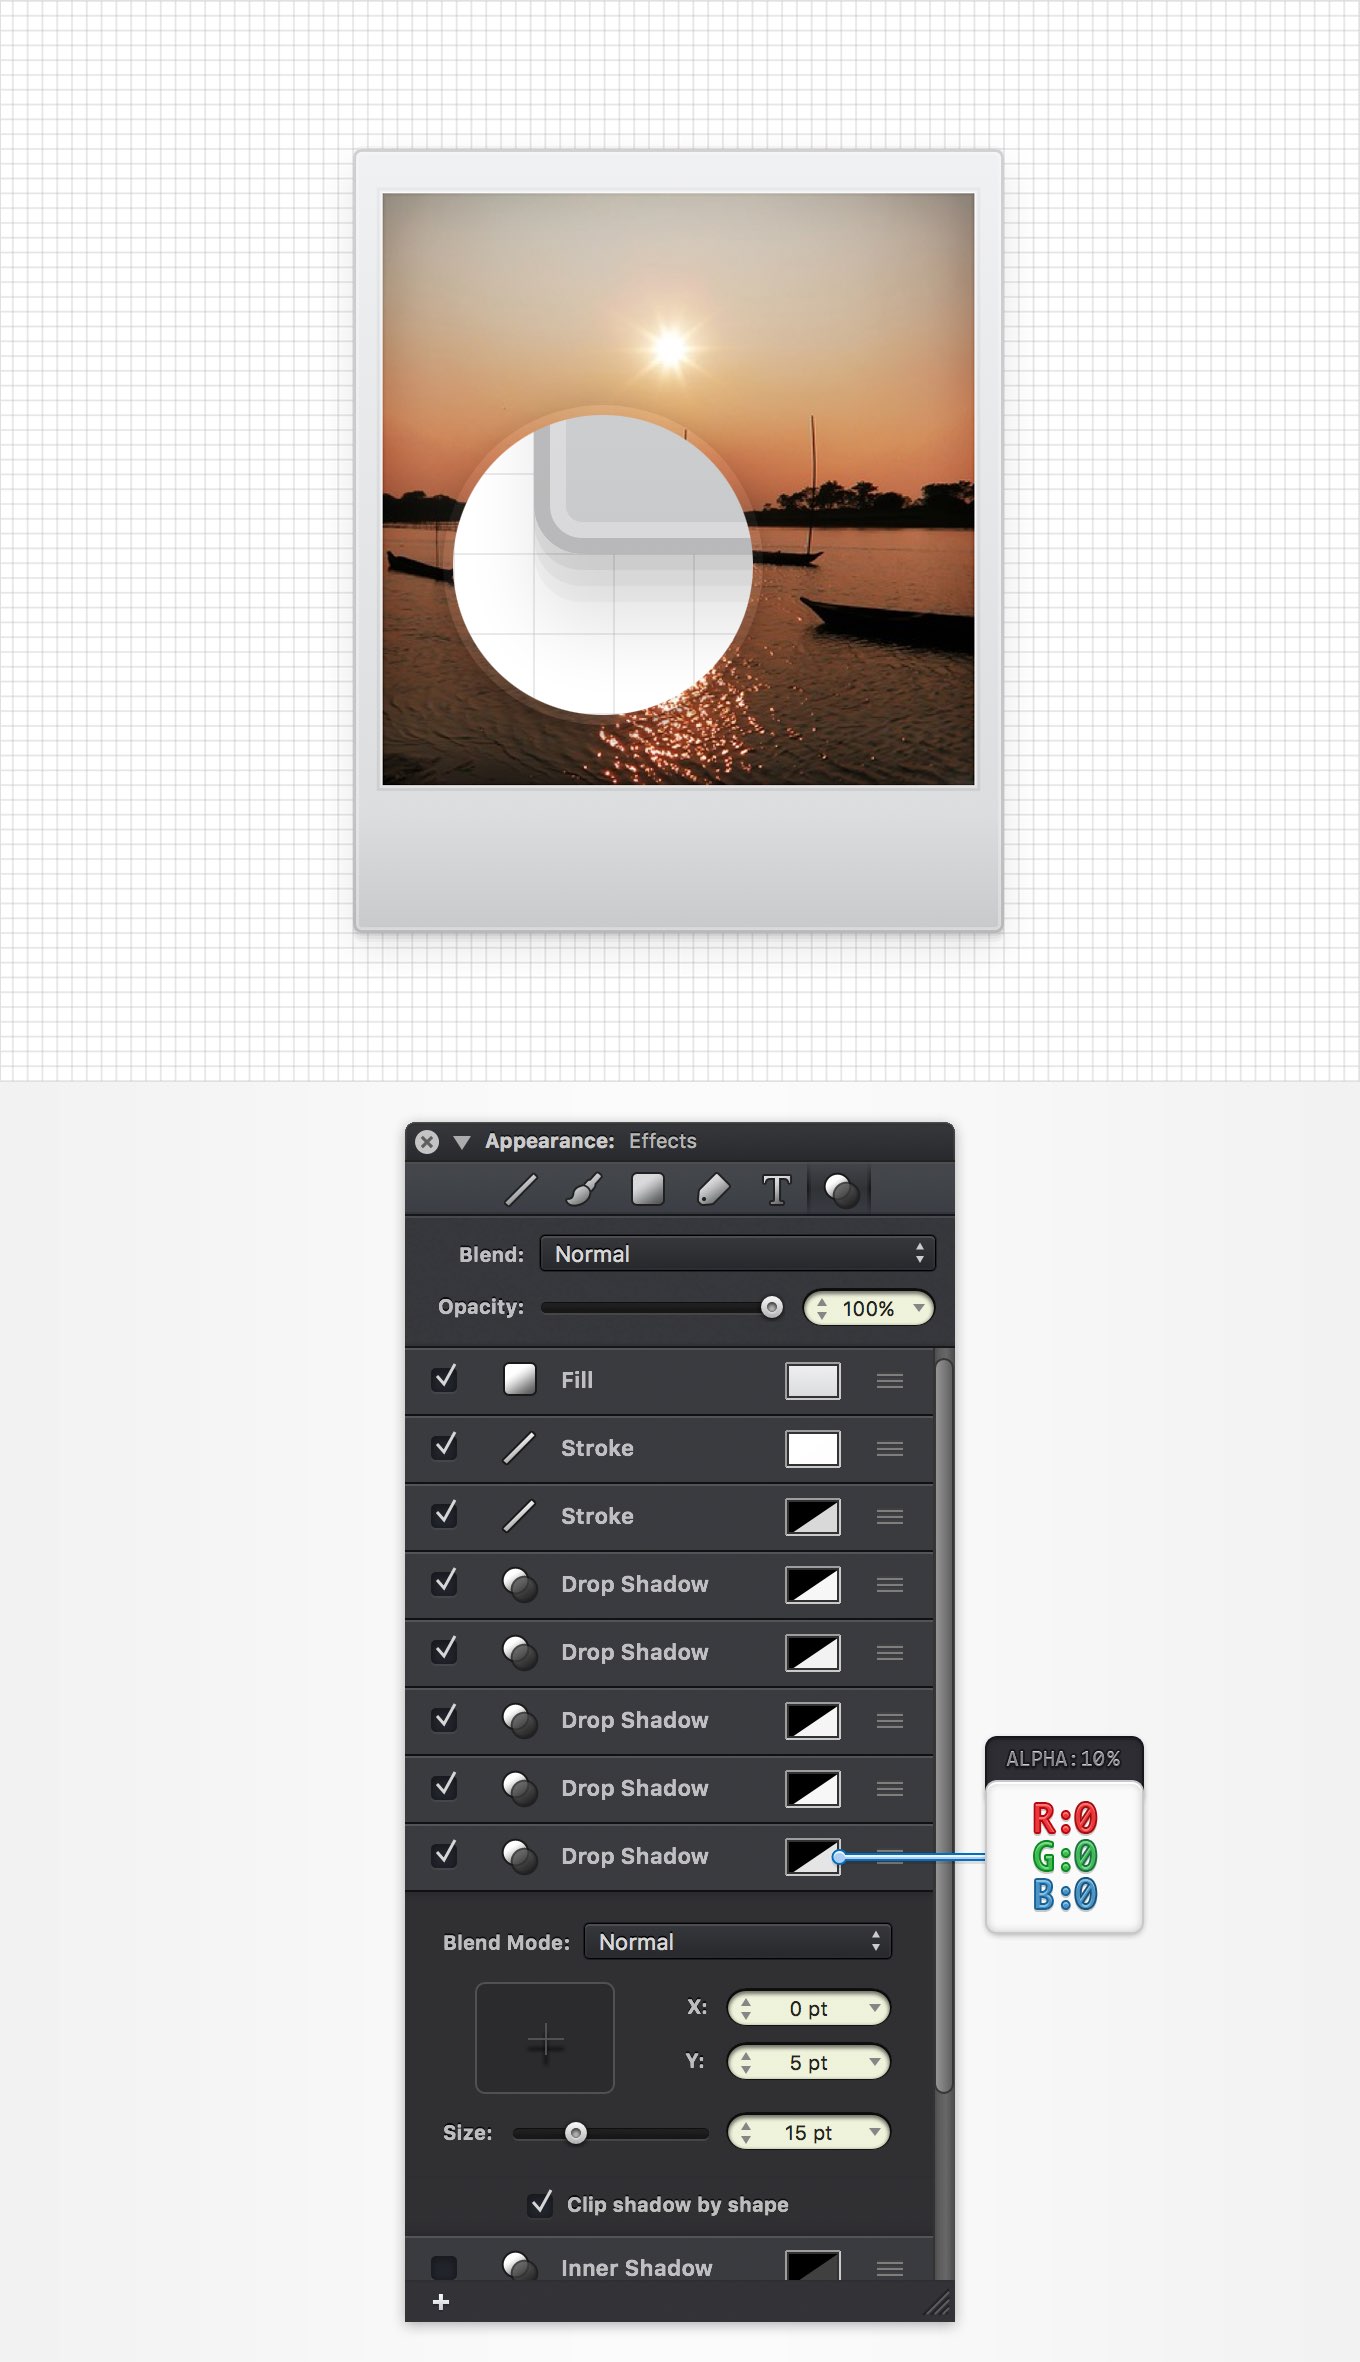 Appearance: Effects
T
Blend: Normal
Opacity: 100%
Fill
Stroke
Stroke
Drop Shadow
Drop Shadow
Drop Shadow
Drop Shadow
ALPHA:10%
R:0
G:0
B:0
Drop Shadow
Blend Mode: Normal
X: 0 pt
Y: 5 pt
Size: 15 pt
Clip shadow by shape
Inner Shadow